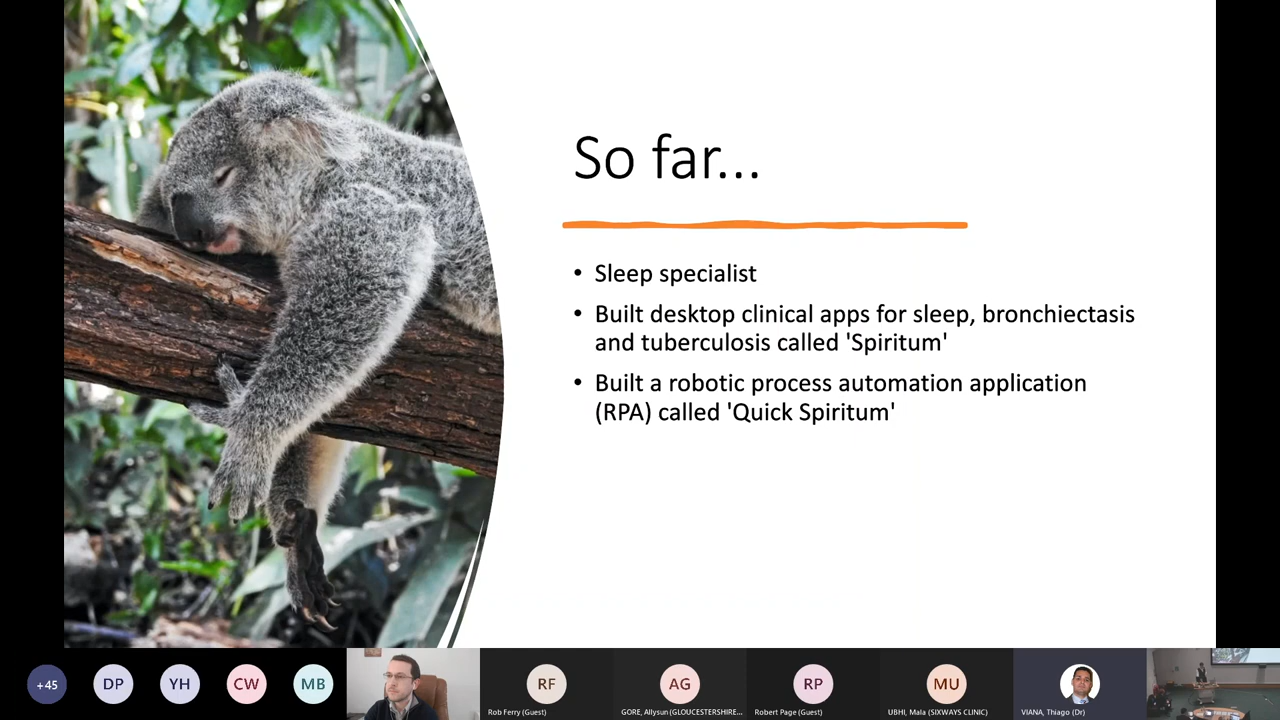 So far...
• Sleep specialist
• Built desktop clinical apps for sleep, bronchiectasis
and tuberculosis called 'Spiritum'
• Built a robotic process automation application
(RPA) called 'Quick Spiritum'
+45
DP
YH
CW
MB
RF
AG
RP
MU
Rob Ferry (Guest)
GORE, Allysun (GLOUCESTERSHIRE...
Robert Page (Guest)
UBHI, Mala (SIXWAYS CLINIC)
VIANA, Thiago (Dr)